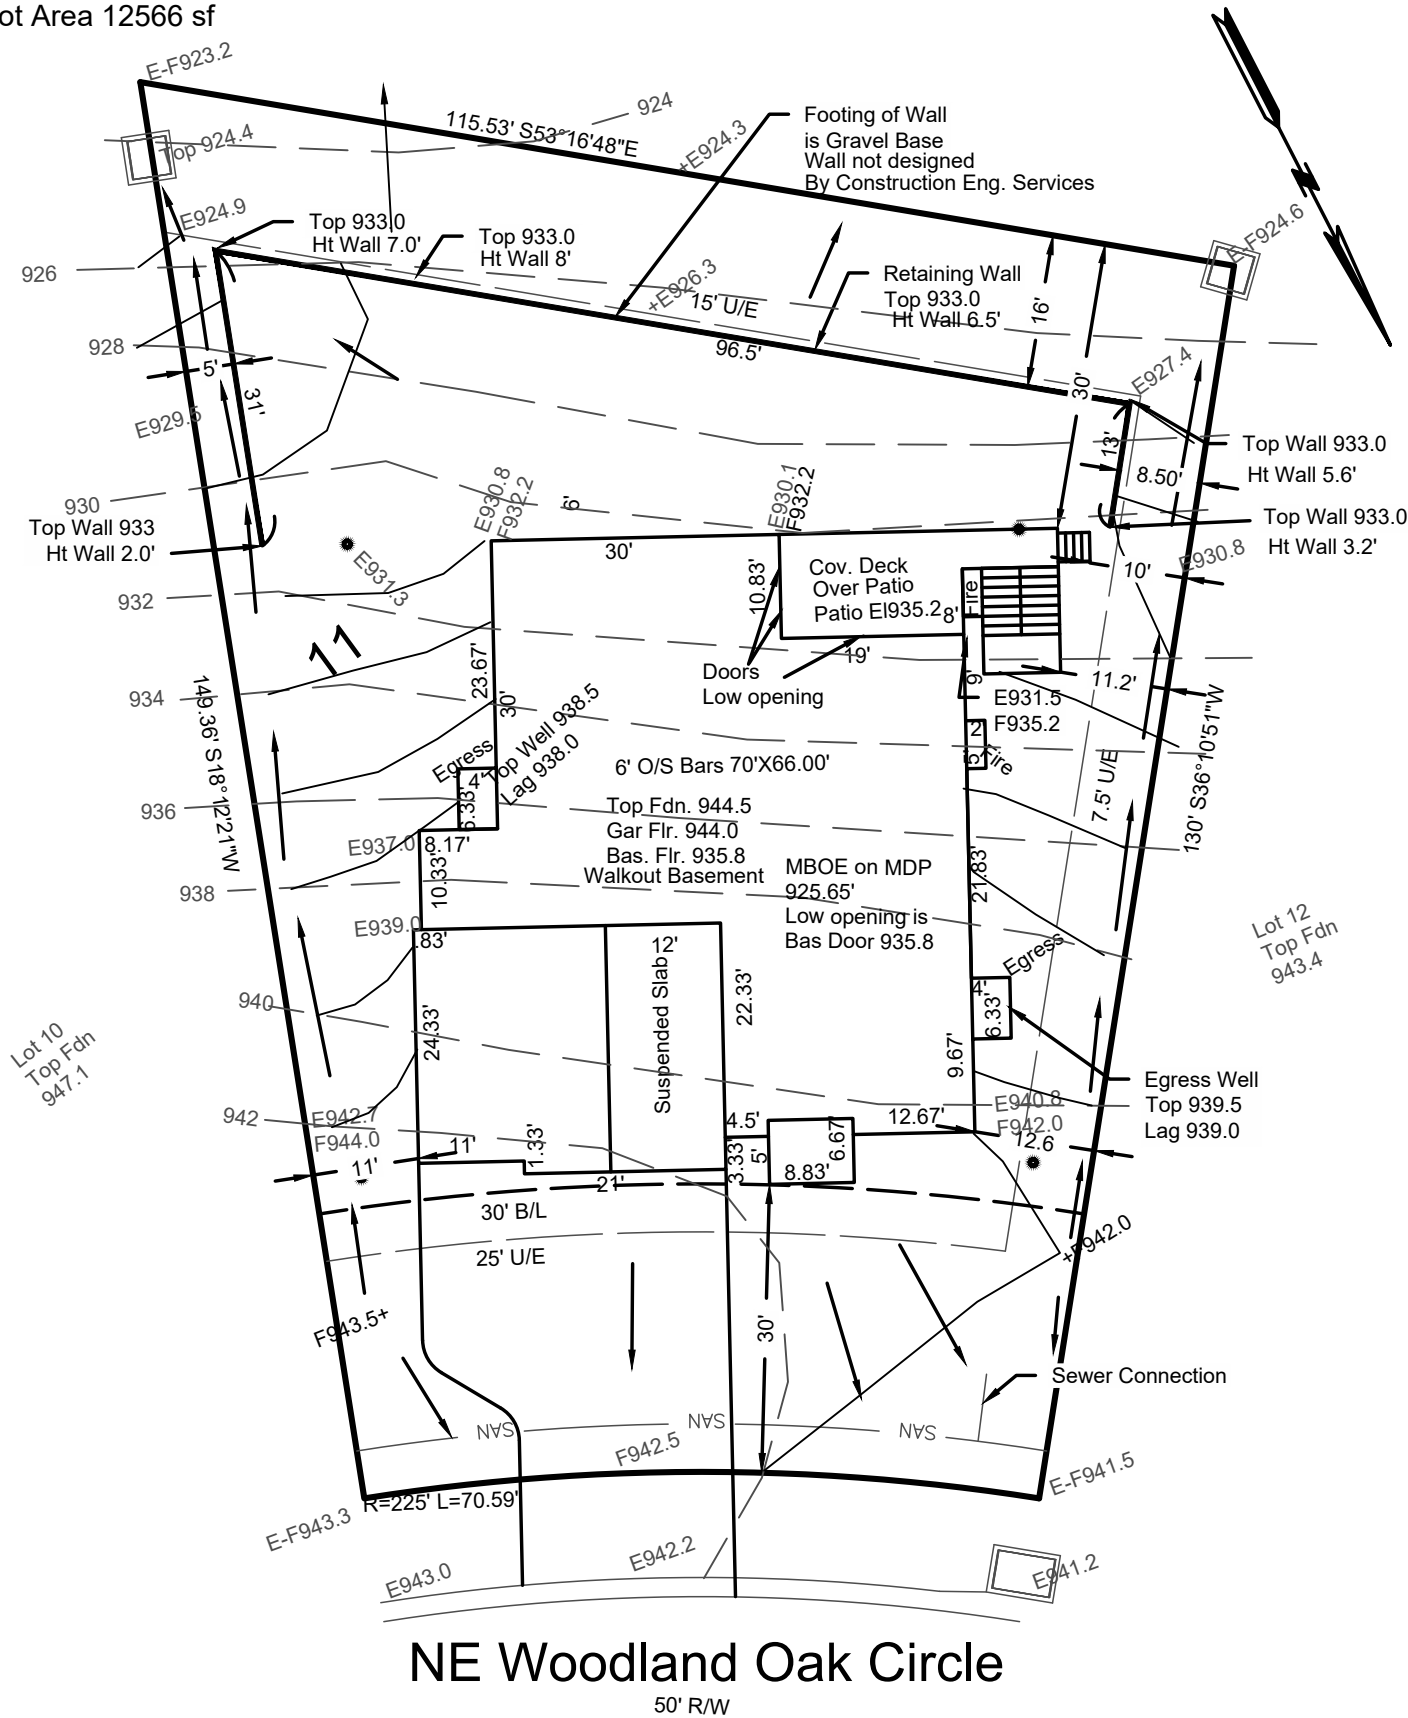 ot Area 12566 sf
E-F923.2
924
115.53' S53°16'48"E
+E924.3
Top 924.4
Footing of Wall
is Gravel Base
Wall not designed
By Construction Eng. Services
E924.9
E-F924.6
Top 933.0
Ht Wall 7.0'
Top 933.0
Ht Wall 8'
926
+E926.3
15' U/E
Retaining Wall
Top 933.0
Ht Wall 6.5'
16'
928
96.5'
5'
31'
30'
E927.4
E929.5
13'
Top Wall 933.0
Ht Wall 5.6'
8.50'
930
E930.8
F932.2
6'
E930.1
F932.2
Top Wall 933
Ht Wall 2.0'
Top Wall 933.0
Ht Wall 3.2'
E931.3
30'
10.83'
Cov. Deck
Over Patio
Patio El935.2
8'
Fire
10'
E930.8
932
11
23.67'
30'
19'
Doors
Low opening
9'
11.2'
E931.5
F935.2
934
149.36' S18°12'21"W
Egress
Top Well 938.5
Lag 938.0
4'
6.33'
6' O/S Bars 70'X66.00'
2'
5'
Fire
7.5' U/E
130' S36°10'51"W
936
Top Fdn. 944.5
Gar Flr. 944.0
Bas. Flr. 935.8
Walkout Basement
E937.0
8.17'
10.33'
MBOE on MDP
925.65'
Low opening is
Bas Door 935.8
21.83'
938
E939.0
.83'
12'
Suspended Slab
22.33'
Egress
4'
6.33'
Lot 12
Top Fdn
943.4
940
24.33'
9.67'
Lot 10
Top Fdn
947.1
Egress Well
Top 939.5
Lag 939.0
942
E942.7
F944.0
11'
11'
1.33'
21'
4.5'
3.33'
5'
6.67'
8.83'
12.67'
E940.8
F942.0
12.6
30' B/L
25' U/E
+F942.0
F943.5+
30'
Sewer Connection
SAN
SAN
SAN
F942.5
E-F941.5
R=225' L=70.59'
E-F943.3
E943.0
E942.2
E941.2
NE Woodland Oak Circle
50' R/W